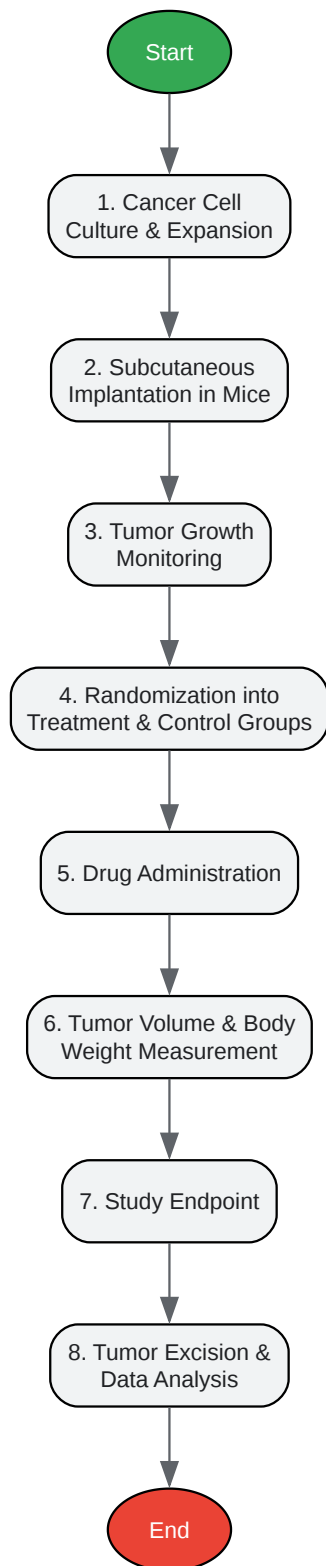 Start
1. Cancer Cell
Culture & Expansion
2. Subcutaneous
Implantation in Mice
3. Tumor Growth
Monitoring
4. Randomization into
Treatment & Control Groups
5. Drug Administration
6. Tumor Volume & Body
Weight Measurement
7. Study Endpoint
8. Tumor Excision &
Data Analysis
End